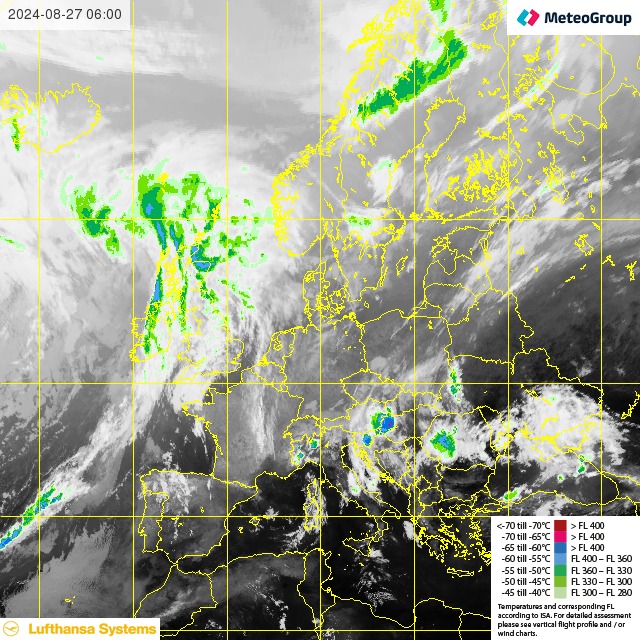 2024-08-27 06:00
MeteoGroup
<-70 till -70°C > FL 400
-70 till -65°C > FL 400
-65 till -60°C > FL 400
-60 till -55°C FL 400 – FL 360
-55 till -50°C FL 360 – FL 330
-50 till -45°C FL 330 – FL 300
-45 till -40°C FL 300 – FL 280
Temperatures and corresponding FL
according to ISA. For detailed assessment
please see vertical flight profile and / or
wind charts.
Lufthansa Systems